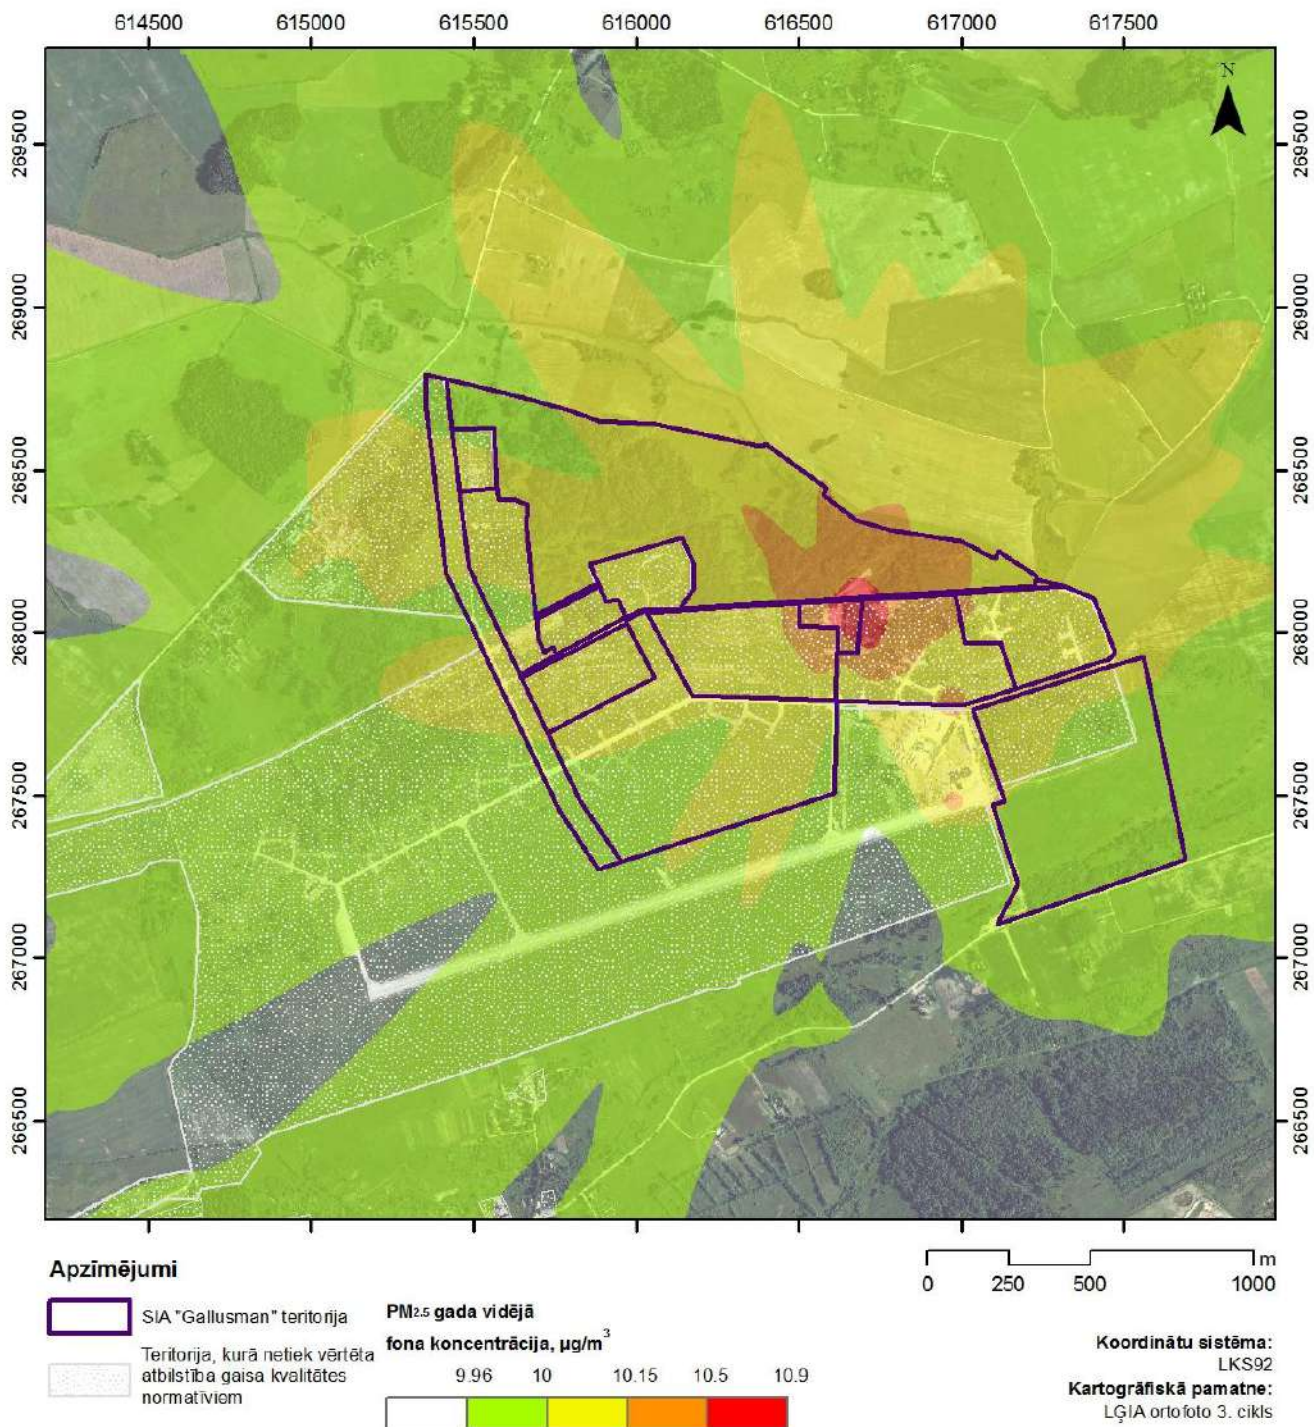 614500 615000 615500 616000 616500 617000 617500
N
269500 269500
269000 269000
268500 268500
268000 268000
267500 267500
267000 267000
266500 266500
Apzīmējumi
SIA "Gallusman" teritorija
Teritorija, kurā netiek vērtēta
atbilstība gaisa kvalitātes
normatīviem
PM2.5 gada vidējā
fona koncentrācija, µg/m3
9.96 10 10.15 10.5 10.9
m
0 250 500 1000
Koordinātu sistēma:
LKS92
Kartogrāfiskā pamatne:
LĢIA ortofoto 3. cikls